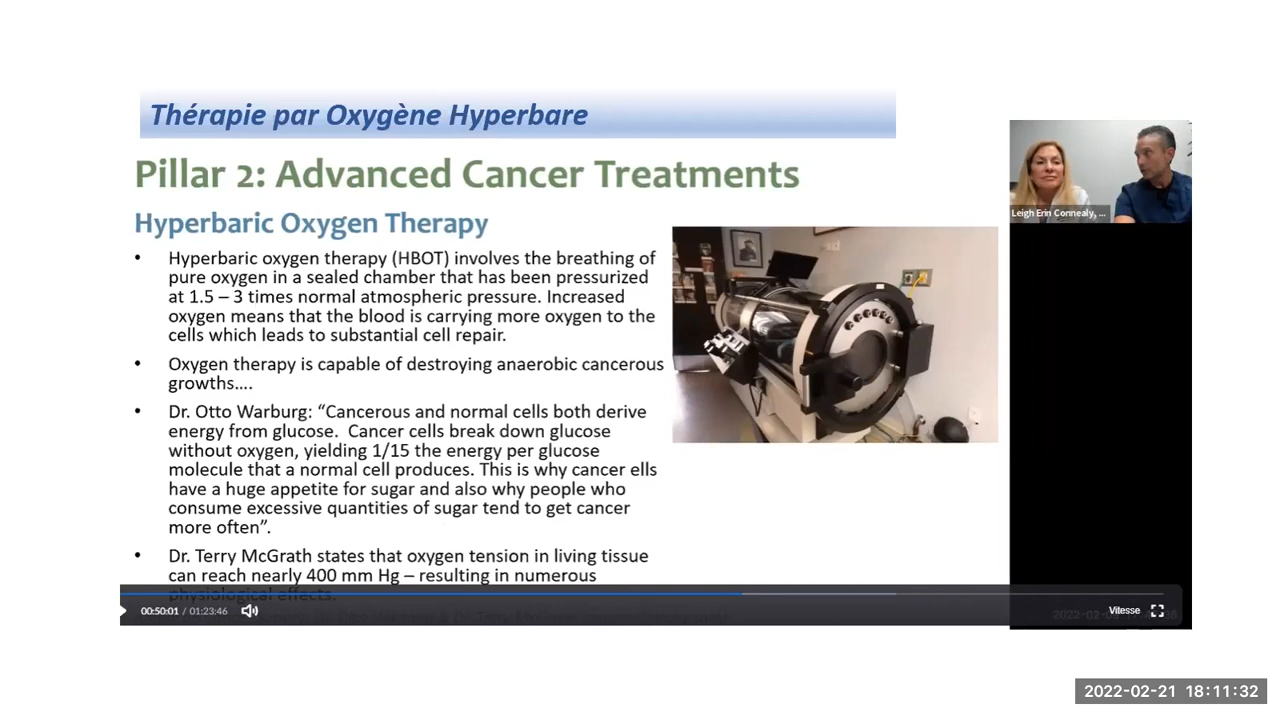 Thérapie par Oxygène Hyperbare
Pillar 2: Advanced Cancer Treatments
Hyperbaric Oxygen Therapy
• Hyperbaric oxygen therapy (HBOT) involves the breathing of
pure oxygen in a sealed chamber that has been pressurized
at 1.5 – 3 times normal atmospheric pressure. Increased
oxygen means that the blood is carrying more oxygen to the
cells which leads to substantial cell repair.
• Oxygen therapy is capable of destroying anaerobic cancerous
growths....
• Dr. Otto Warburg: “Cancerous and normal cells both derive
energy from glucose. Cancer cells break down glucose
without oxygen, yielding 1/15 the energy per glucose
molecule that a normal cell produces. This is why cancer ells
have a huge appetite for sugar and also why people who
consume excessive quantities of sugar tend to get cancer
more often”.
• Dr. Terry McGrath states that oxygen tension in living tissue
can reach nearly 400 mm Hg – resulting in numerous
physiological effects.
Leigh Erin Connealy, ...
00:50:01 / 01:23:46
Vitesse
2022-02-21 18:11:32